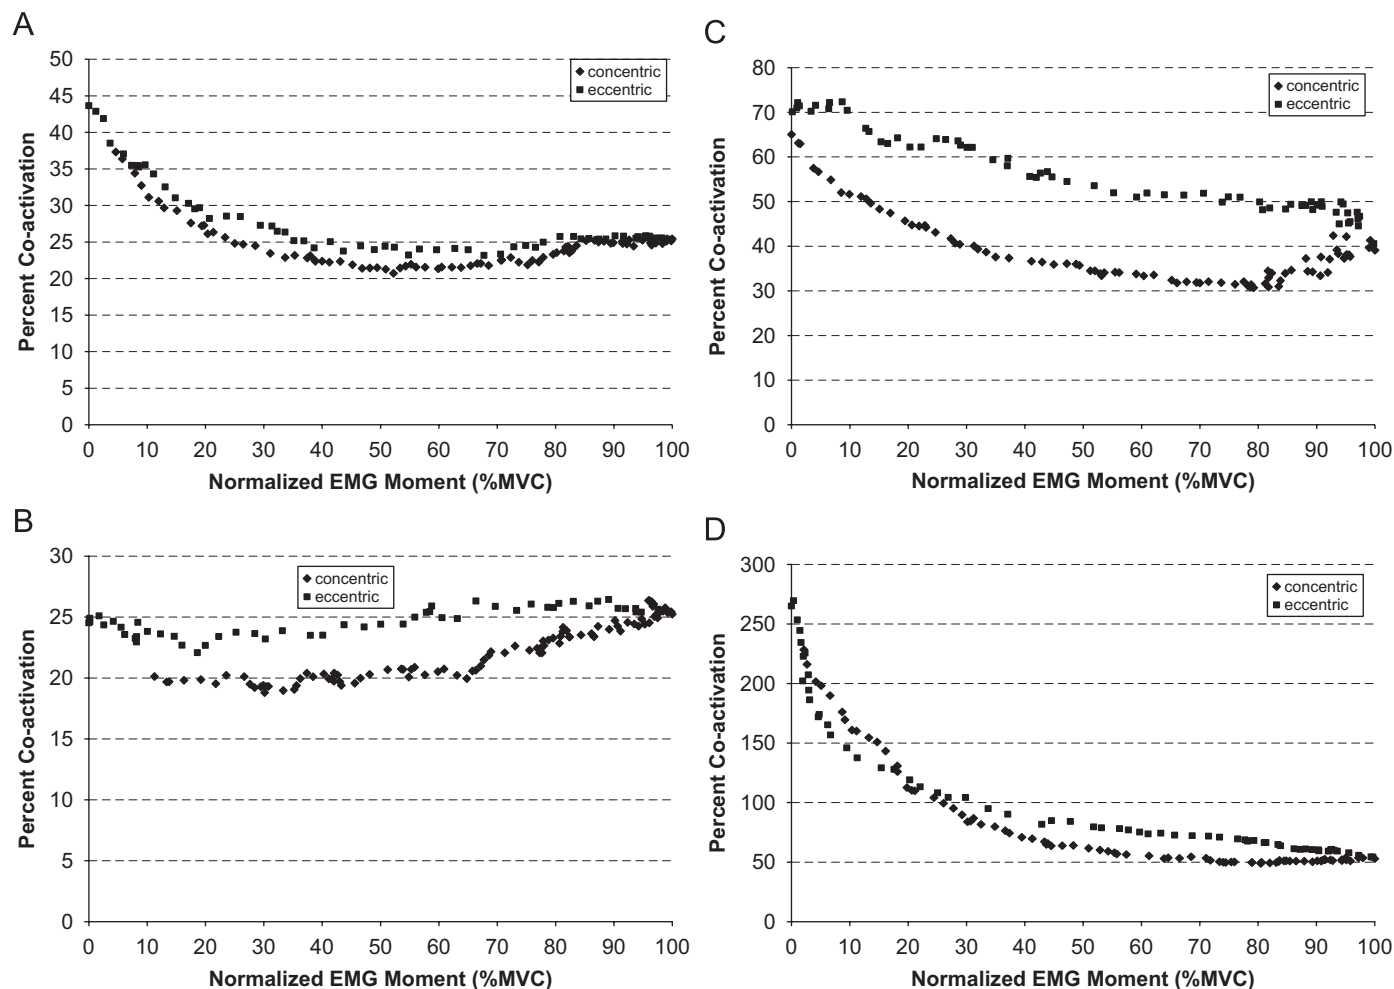 A
Percent Co-activation
50
45
40
35
30
25
20
15
10
5
0
concentric
eccentric
0 10 20 30 40 50 60 70 80 90 100
Normalized EMG Moment (%MVC)
B
Percent Co-activation
30
25
20
15
10
5
0
concentric
eccentric
0 10 20 30 40 50 60 70 80 90 100
Normalized EMG Moment (%MVC)
C
Percent Co-activation
80
70
60
50
40
30
20
10
0
concentric
eccentric
0 10 20 30 40 50 60 70 80 90 100
Normalized EMG Moment (%MVC)
D
Percent Co-activation
300
250
200
150
100
50
0
concentric
eccentric
0 10 20 30 40 50 60 70 80 90 100
Normalized EMG Moment (%MVC)